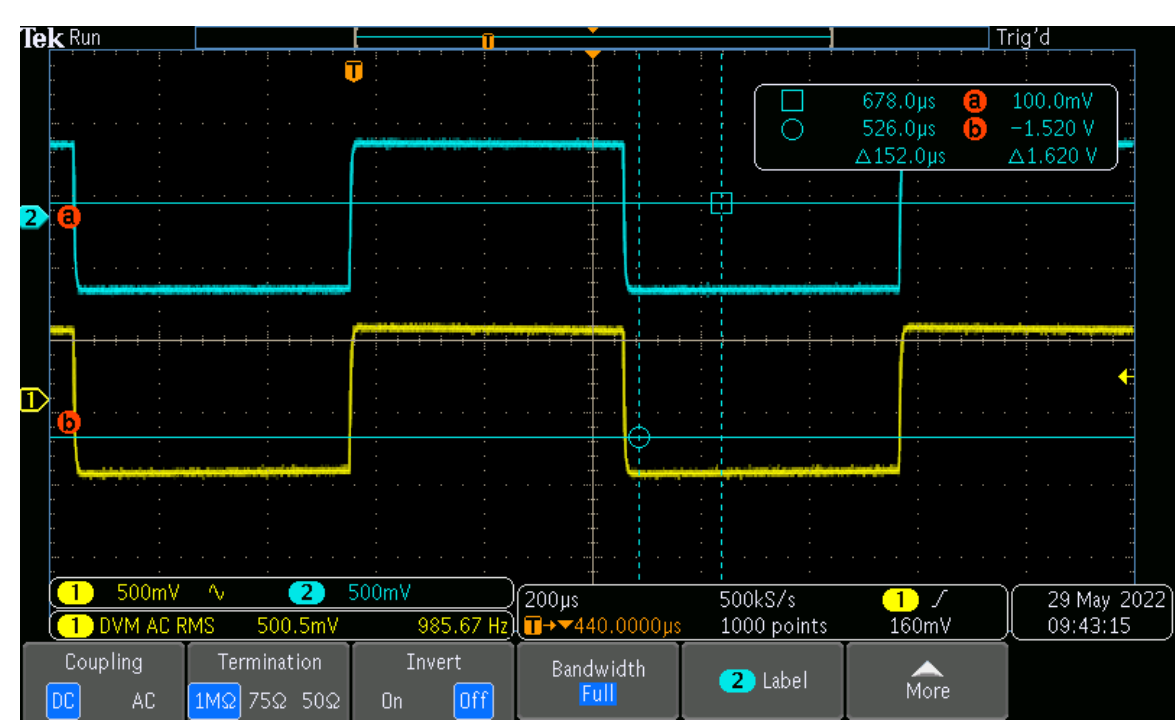 Tek Run Trig'd
T
T
678.0µs a 100.0mV
526.0µs b −1.520 V
△152.0µs △1.620 V
2 a
1
b
1 500mV 2 500mV
1 DVM AC RMS 500.5mV 985.67 Hz
200µs 500kS/s 1
T→▼440.0000µs 1000 points 160mV
29 May 2022
09:43:15
Coupling
DC AC
Termination
1MΩ 75Ω 50Ω
Invert
On Off
Bandwidth
Full
2 Label
More